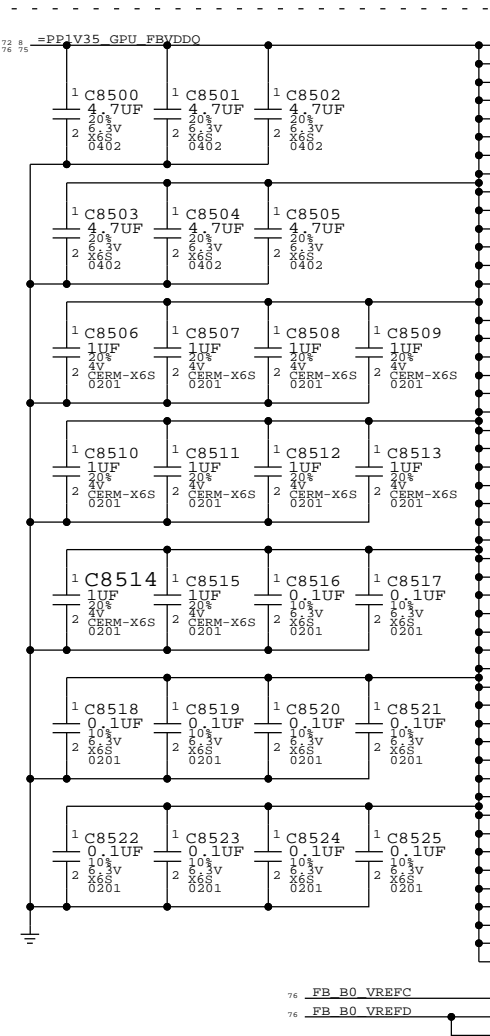 72 8 =PP1V35_GPU_FBVDDQ
76 75
1 C8500 1 C8501 1 C8502
4.7UF 4.7UF 4.7UF
20% 20% 20%
2 6.3V 2 6.3V 2 6.3V
X6S X6S X6S
0402 0402 0402
1 C8503 1 C8504 1 C8505
4.7UF 4.7UF 4.7UF
20% 20% 20%
2 6.3V 2 6.3V 2 6.3V
X6S X6S X6S
0402 0402 0402
1 C8506 1 C8507 1 C8508 1 C8509
1UF 1UF 1UF 1UF
20% 20% 20% 20%
2 4V 2 4V 2 4V 2 4V
CERM-X6S CERM-X6S CERM-X6S CERM-X6S
0201 0201 0201 0201
1 C8510 1 C8511 1 C8512 1 C8513
1UF 1UF 1UF 1UF
20% 20% 20% 20%
2 4V 2 4V 2 4V 2 4V
CERM-X6S CERM-X6S CERM-X6S CERM-X6S
0201 0201 0201 0201
1 C8514 1 C8515 1 C8516 1 C8517
1UF 1UF 0.1UF 0.1UF
20% 20% 10% 10%
2 4V 2 4V 2 6.3V 2 6.3V
CERM-X6S CERM-X6S X6S X6S
0201 0201 0201 0201
1 C8518 1 C8519 1 C8520 1 C8521
0.1UF 0.1UF 0.1UF 0.1UF
10% 10% 10% 10%
2 6.3V 2 6.3V 2 6.3V 2 6.3V
X6S X6S X6S X6S
0201 0201 0201 0201
1 C8522 1 C8523 1 C8524 1 C8525
0.1UF 0.1UF 0.1UF 0.1UF
10% 10% 10% 10%
2 6.3V 2 6.3V 2 6.3V 2 6.3V
X6S X6S X6S X6S
0201 0201 0201 0201
76 FB_B0_VREFC
76 FB_B0_VREFD